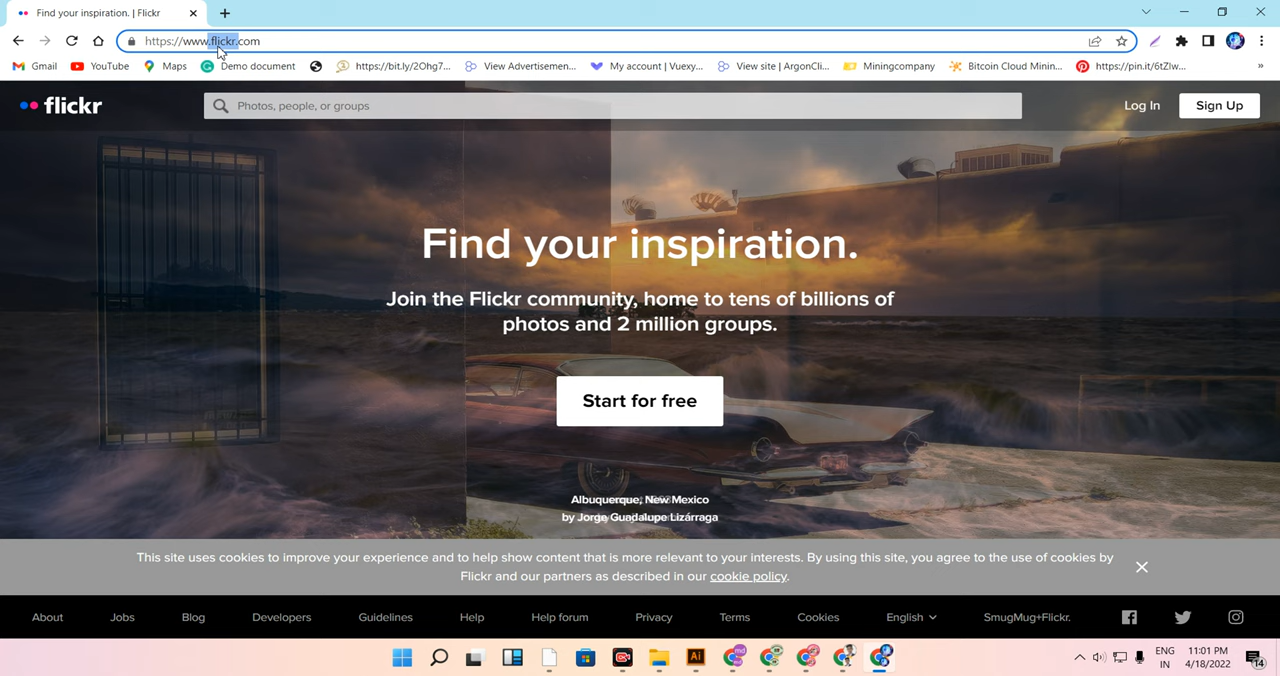 Find your inspiration. | Flickr
https://www.flickr.com
Gmail YouTube Maps Demo document https://bit.ly/2Ohg7... View Advertisemen... My account | Vuexy... View site | ArgonCli... Miningcompany Bitcoin Cloud Minin... https://pin.it/6tZlw... »
flickr Photos, people, or groups Log In Sign Up
Find your inspiration.
Join the Flickr community, home to tens of billions of
photos and 2 million groups.
Start for free
Albuquerque, New Mexico
by Jorge Guadalupe Lizárraga
This site uses cookies to improve your experience and to help show content that is more relevant to your interests. By using this site, you agree to the use of cookies by
Flickr and our partners as described in our cookie policy.
About Jobs Blog Developers Guidelines Help Help forum Privacy Terms Cookies English SmugMug+Flickr.
Ai ENG 11:01 PM
IN 4/18/2022 14